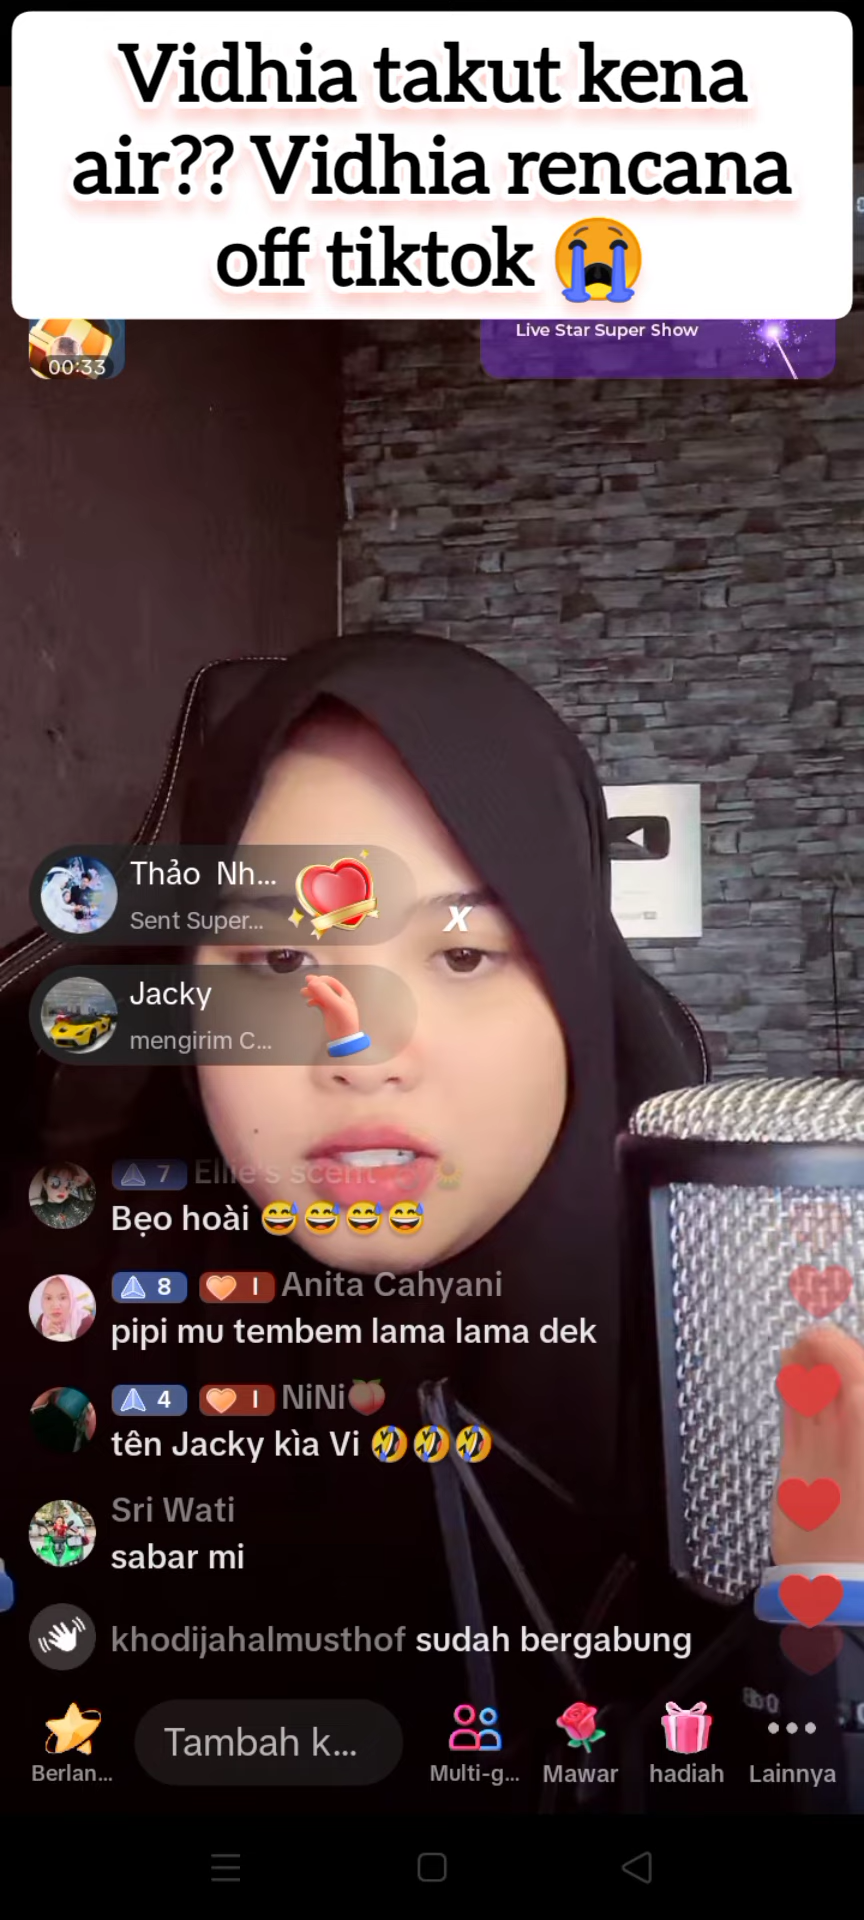 Vidhia takut kena
air?? Vidhia rencana
off tiktok 😭
Live Star Super Show
00:33
Thảo Nh...
Sent Super...
X
Jacky
mengirim C...
7 Ellie's scent
Bẹo hoài 😅😅😅😅
8 I Anita Cahyani
pipi mu tembem lama lama dek
4 I NiNi🍑
tên Jacky kìa Vi 🤣🤣🤣
Sri Wati
sabar mi
khodijahalmusthof sudah bergabung
Tambah k...
Berlan...
Multi-g...
Mawar
hadiah
Lainnya